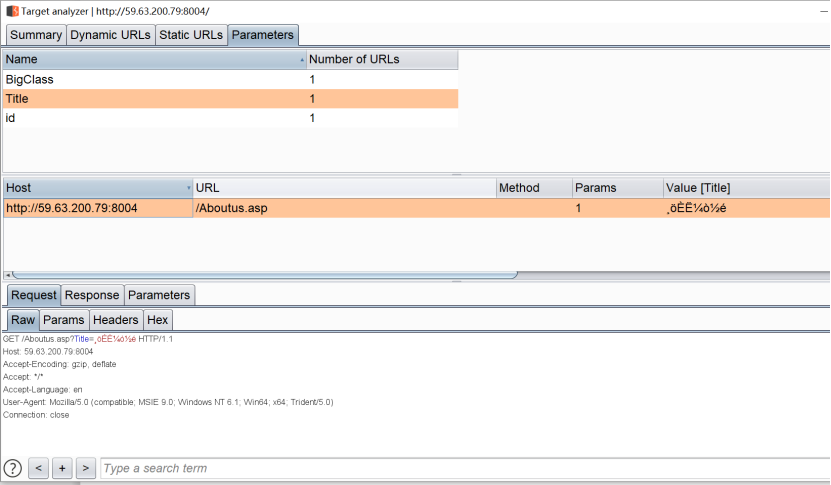 Target analyzer | http://59.63.200.79:8004/
Summary Dynamic URLs Static URLs Parameters
Name Number of URLs
BigClass 1
Title 1
id 1
Host URL Method Params Value [Title]
http://59.63.200.79:8004 /Aboutus.asp 1 ¸öÈË¼ò½é
Request Response Parameters
Raw Params Headers Hex
GET /Aboutus.asp?Title=¸öÈË¼ò½é HTTP/1.1
Host: 59.63.200.79:8004
Accept-Encoding: gzip, deflate
Accept: */*
Accept-Language: en
User-Agent: Mozilla/5.0 (compatible; MSIE 9.0; Windows NT 6.1; Win64; x64; Trident/5.0)
Connection: close
? < + > Type a search term